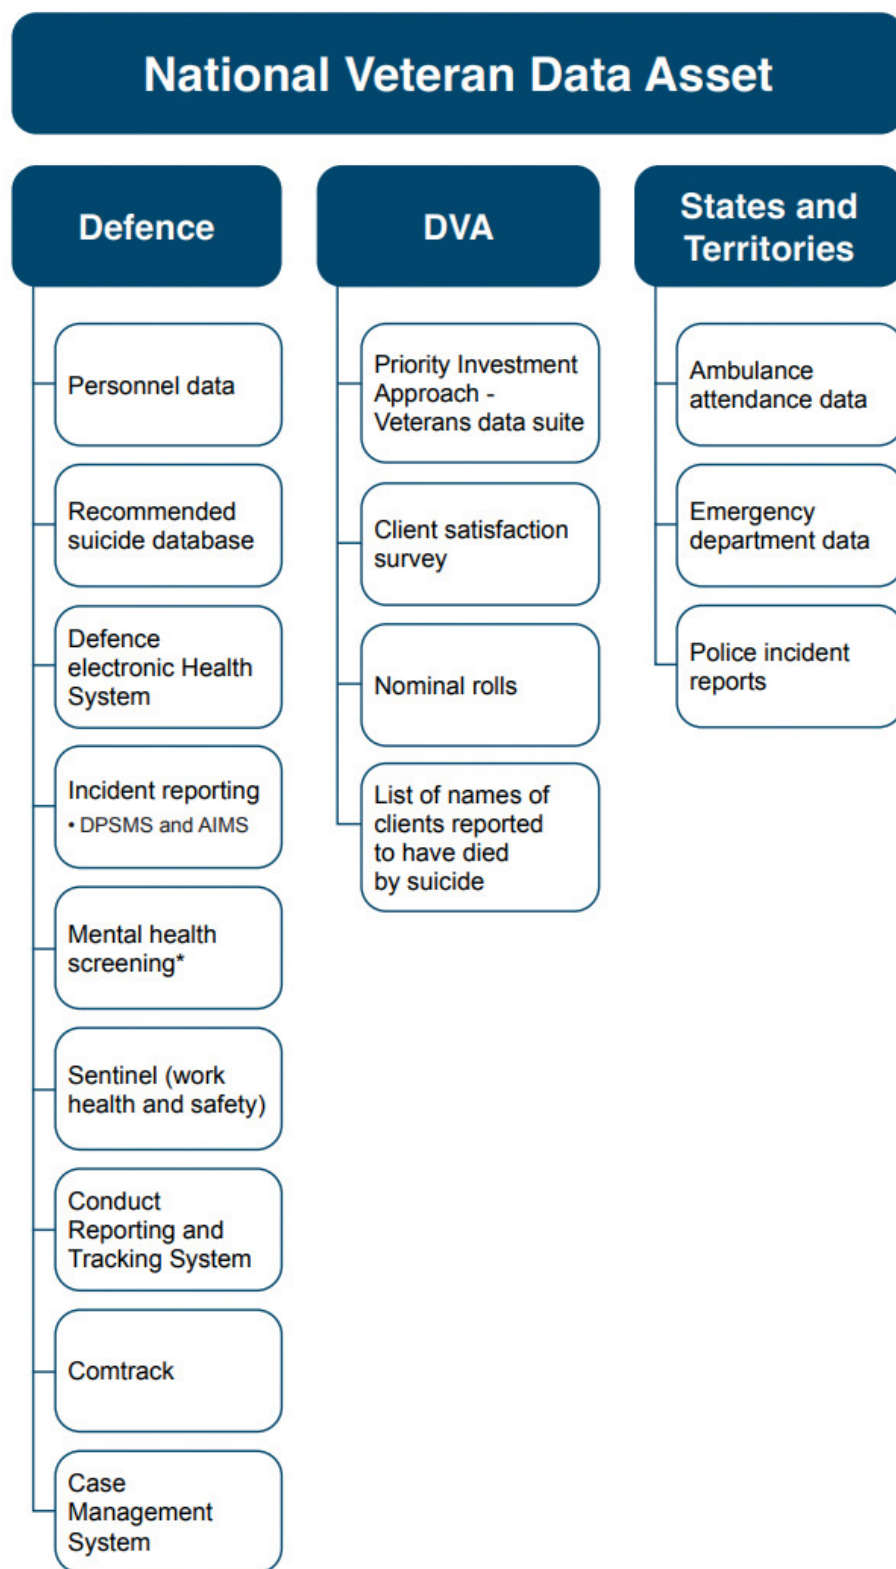 National Veteran Data Asset
Defence
Personnel data
Recommended
suicide database
Defence
electronic Health
System
Incident reporting
• DPSMS and AIMS
Mental health
screening*
Sentinel (work
health and safety)
Conduct
Reporting and
Tracking System
Comtrack
Case
Management
System
DVA
Priority Investment
Approach -
Veterans data suite
Client satisfaction
survey
Nominal rolls
List of names of
clients reported
to have died
by suicide
States and
Territories
Ambulance
attendance data
Emergency
department data
Police incident
reports